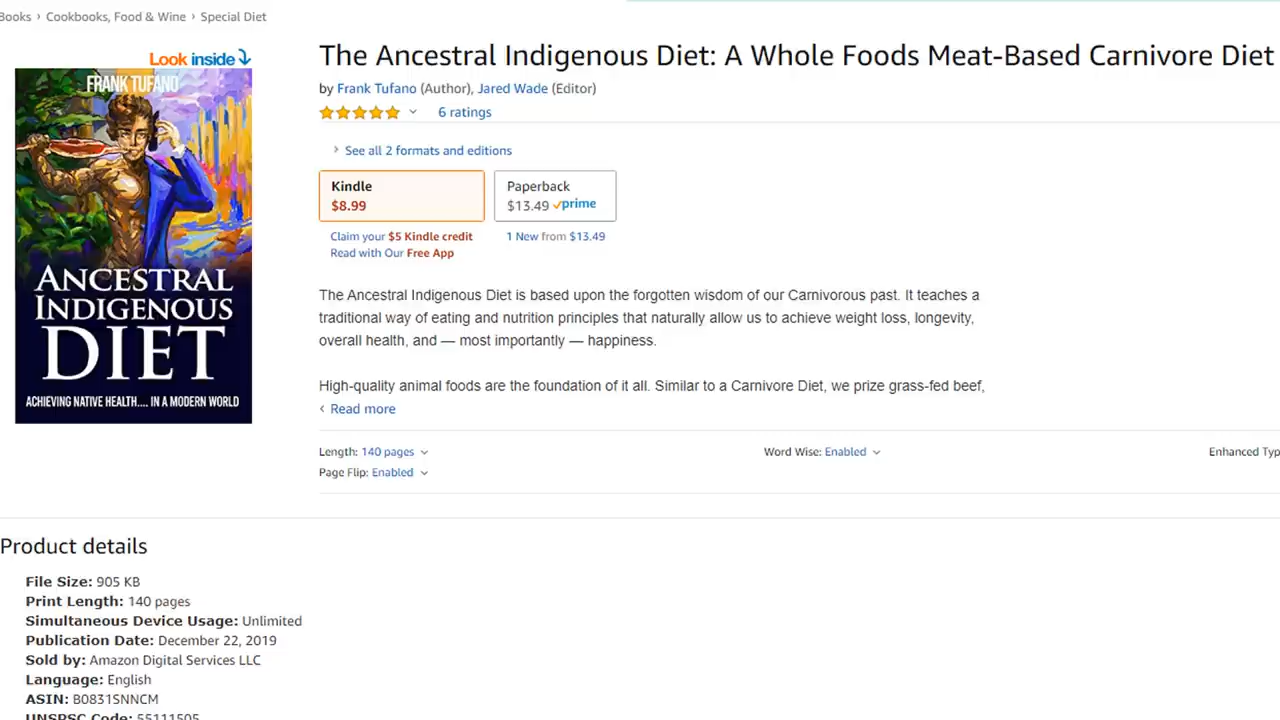 Books › Cookbooks, Food & Wine › Special Diet
Look inside
FRANK TUFANO
ANCESTRAL
INDIGENOUS
DIET
ACHIEVING NATIVE HEALTH.... IN A MODERN WORLD
The Ancestral Indigenous Diet: A Whole Foods Meat-Based Carnivore Diet
by Frank Tufano (Author), Jared Wade (Editor)
6 ratings
› See all 2 formats and editions
Kindle
$8.99
Paperback
$13.49 prime
Claim your $5 Kindle credit
Read with Our Free App
1 New from $13.49
The Ancestral Indigenous Diet is based upon the forgotten wisdom of our Carnivorous past. It teaches a
traditional way of eating and nutrition principles that naturally allow us to achieve weight loss, longevity,
overall health, and — most importantly — happiness.
High-quality animal foods are the foundation of it all. Similar to a Carnivore Diet, we prize grass-fed beef,
‹ Read more
Length: 140 pages
Word Wise: Enabled
Enhanced Typ
Page Flip: Enabled
Product details
File Size: 905 KB
Print Length: 140 pages
Simultaneous Device Usage: Unlimited
Publication Date: December 22, 2019
Sold by: Amazon Digital Services LLC
Language: English
ASIN: B0831SNNCM
UNSPSC Code: 55111505